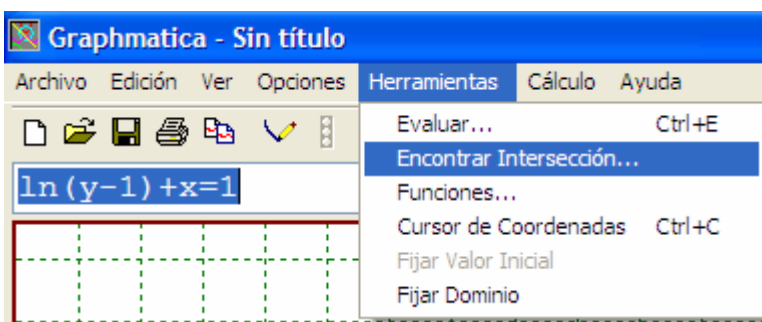 Graphmatica - Sin título
Archivo Edición Ver Opciones Herramientas Cálculo Ayuda
Evaluar... Ctrl+E
Encontrar Intersección...
ln(y-1)+x=1
Funciones...
Cursor de Coordenadas Ctrl+C
Fijar Valor Inicial
Fijar Dominio